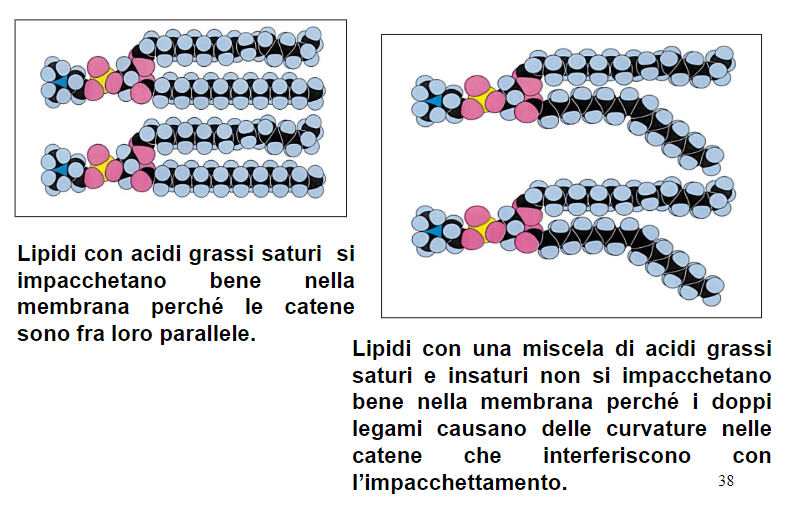 Lipidi con acidi grassi saturi si
impacchetano bene nella
membrana perché le catene
sono fra loro parallele.
Lipidi con una miscela di acidi grassi
saturi e insaturi non si impacchetano
bene nella membrana perché i doppi
legami causano delle curvature nelle
catene che interferiscono con
l’impacchettamento.
38